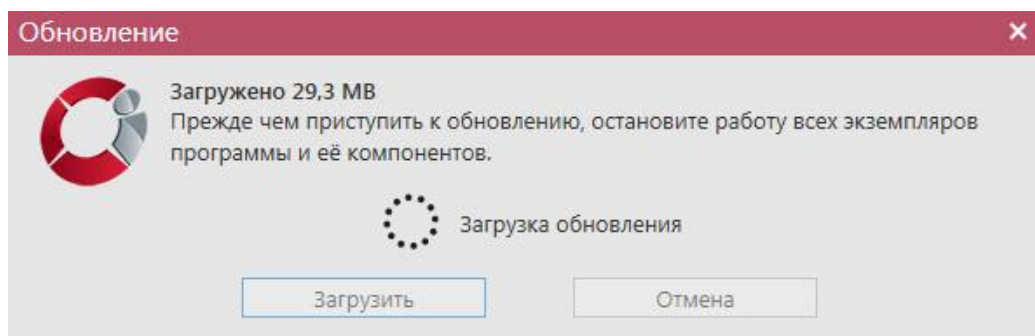 Обновление
Загружено 29,3 MB
Прежде чем приступить к обновлению, остановите работу всех экземпляров
программы и её компонентов.
Загрузка обновления
Загрузить
Отмена